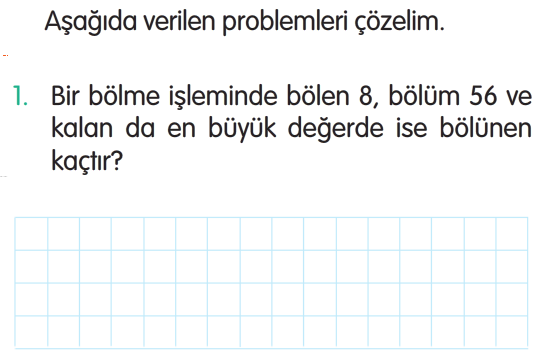 Aşağıda verilen problemleri çözelim.
1. Bir bölme işleminde bölen 8, bölüm 56 ve
kalan da en büyük değerde ise bölünen
kaçtır?